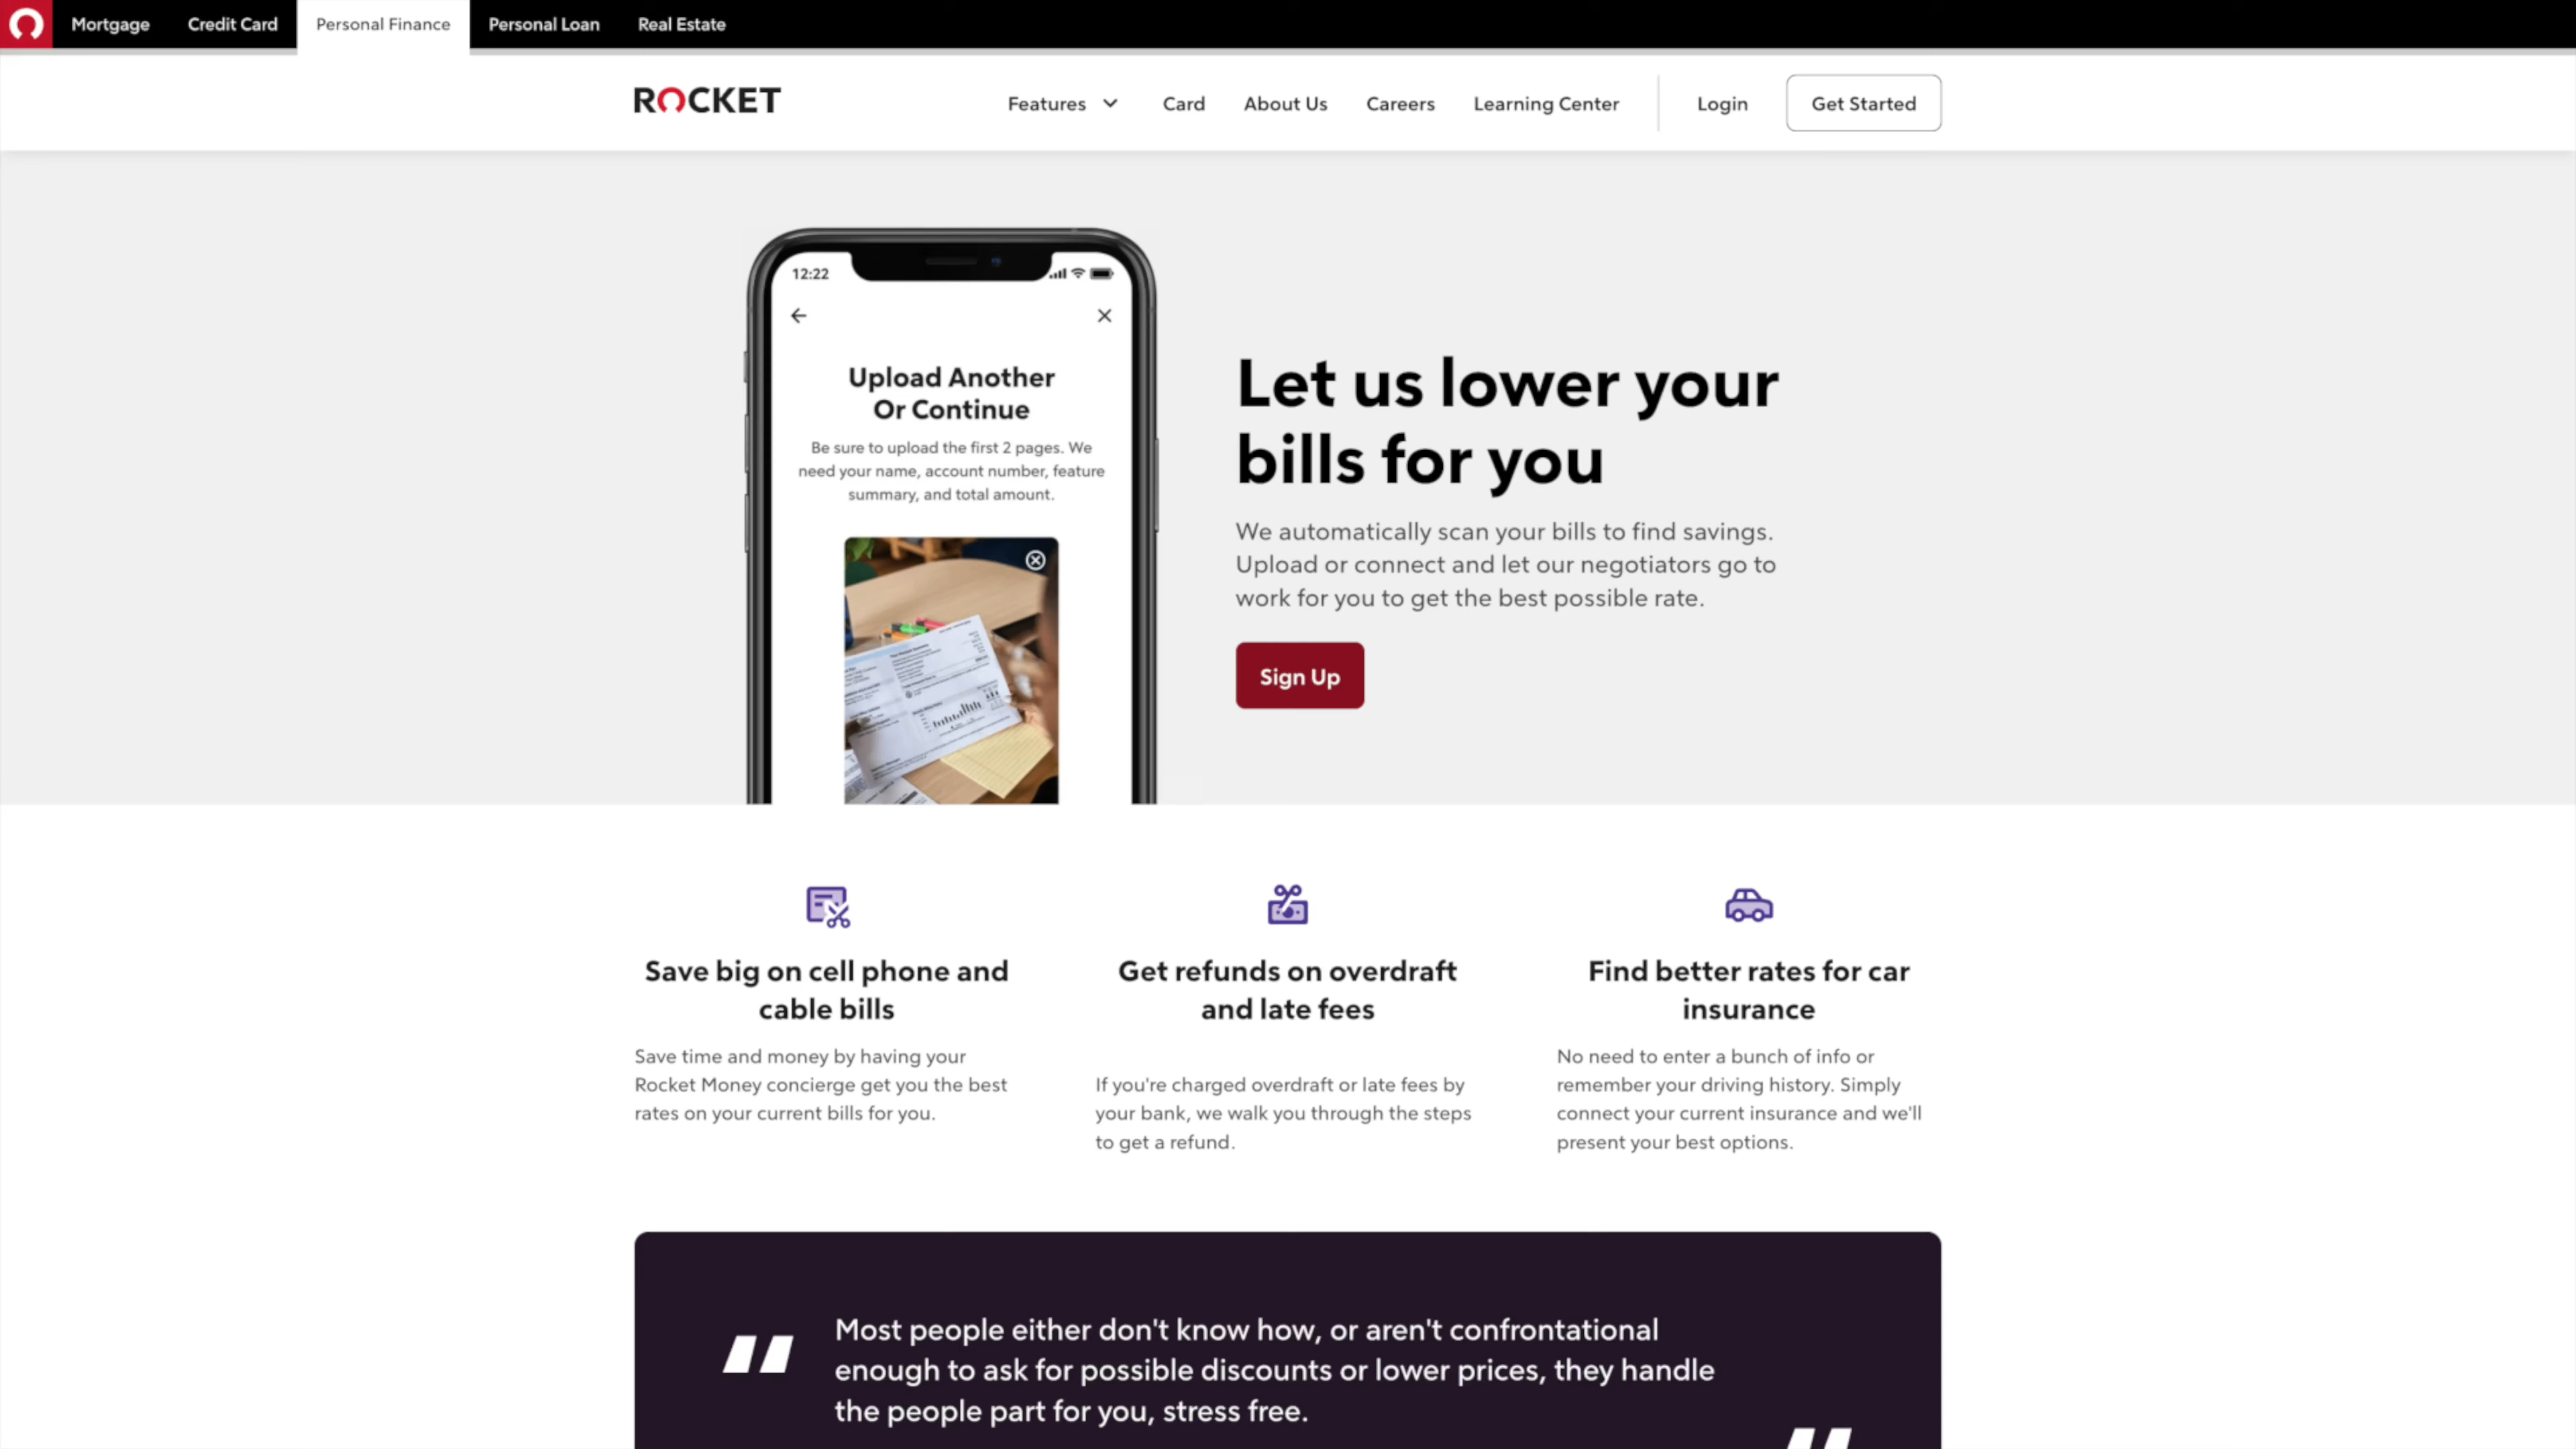 Mortgage
Credit Card
Personal Finance
Personal Loan
Real Estate
ROCKET
Features
Card
About Us
Careers
Learning Center
Login
Get Started
12:22
Upload Another
Or Continue
Be sure to upload the first 2 pages. We
need your name, account number, feature
summary, and total amount.
Let us lower your
bills for you
We automatically scan your bills to find savings.
Upload or connect and let our negotiators go to
work for you to get the best possible rate.
Sign Up
Save big on cell phone and
cable bills
Save time and money by having your
Rocket Money concierge get you the best
rates on your current bills for you.
Get refunds on overdraft
and late fees
If you're charged overdraft or late fees by
your bank, we walk you through the steps
to get a refund.
Find better rates for car
insurance
No need to enter a bunch of info or
remember your driving history. Simply
connect your current insurance and we'll
present your best options.
Most people either don't know how, or aren't confrontational
enough to ask for possible discounts or lower prices, they handle
the people part for you, stress free.